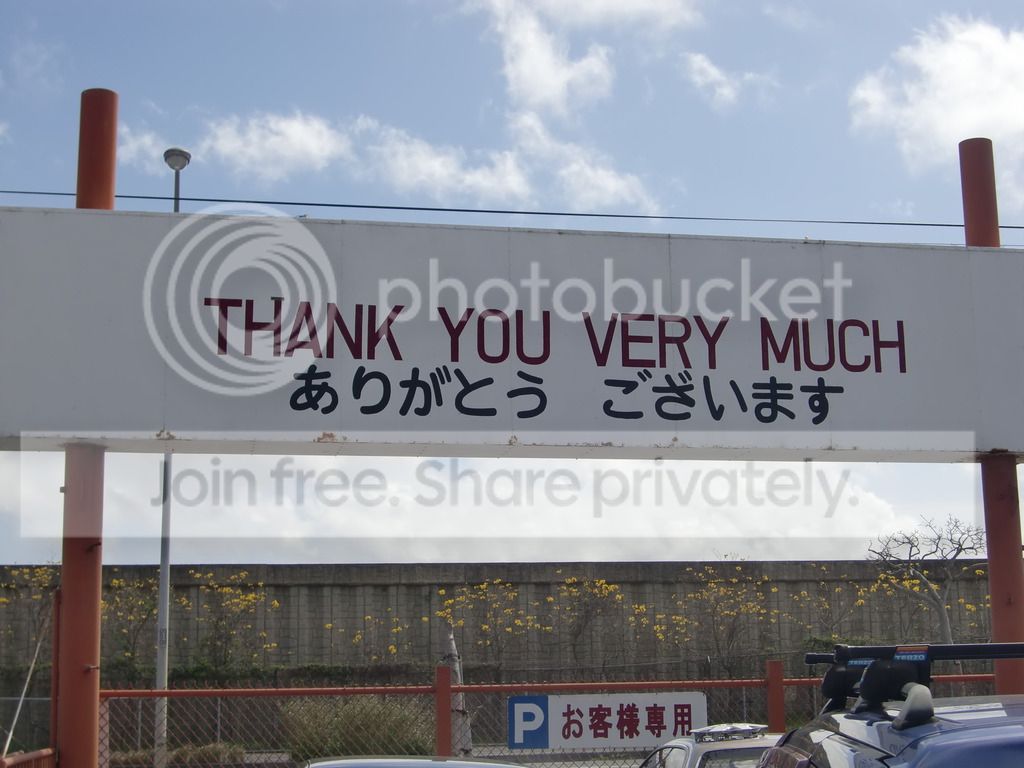 photobucket
THANK YOU VERY MUCH
ありがとう ございます
Join free. Share privately.
TERZO
P お客様専用